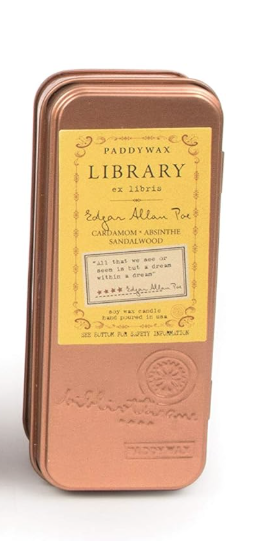 PADDYWAX
LIBRARY
ex libris
Edgar Allan Poe
CARDAMOM • ABSINTHE
SANDALWOOD
"All that we see or
seem is but a dream
within a dream"
Edgar Allan Poe
soy wax candle
hand poured in usa
SEE BOTTOM FOR SAFETY INFORMATION
bibliothèque
PADDYWAX